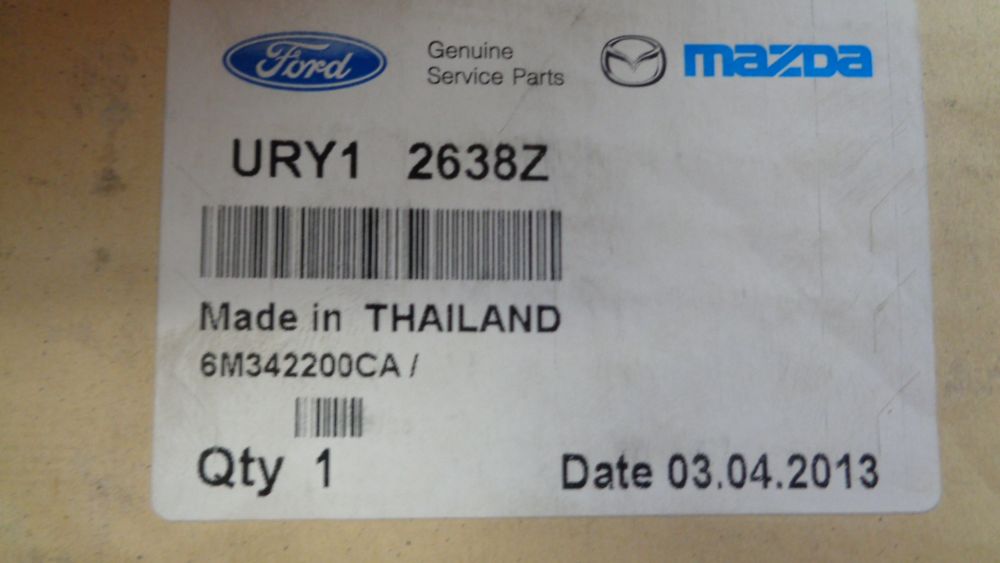 Ford Genuine mazda
Service Parts
URY1 2638Z
Made in THAILAND
6M342200CA /
Qty 1 Date 03.04.2013